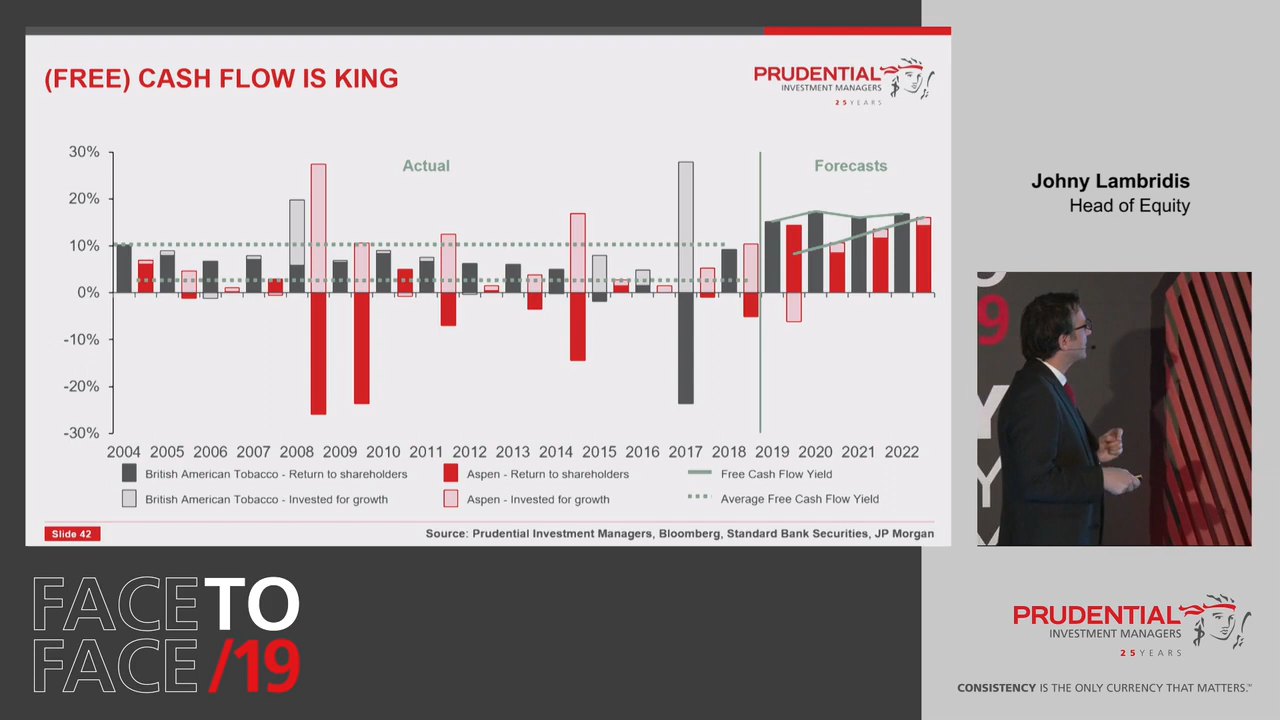 (FREE) CASH FLOW IS KING
PRUDENTIAL
INVESTMENT MANAGERS
25 YEARS
30%
20%
10%
0%
-10%
-20%
-30%
Actual
Forecasts
2004 2005 2006 2007 2008 2009 2010 2011 2012 2013 2014 2015 2016 2017 2018 2019 2020 2021 2022
British American Tobacco - Return to shareholders
Aspen - Return to shareholders
Free Cash Flow Yield
British American Tobacco - Invested for growth
Aspen - Invested for growth
Average Free Cash Flow Yield
Slide 42
Source: Prudential Investment Managers, Bloomberg, Standard Bank Securities, JP Morgan
Johny Lambridis
Head of Equity
9
Y
Y
FACE TO
FACE /19
PRUDENTIAL
INVESTMENT MANAGERS
25 YEARS
CONSISTENCY IS THE ONLY CURRENCY THAT MATTERS.™